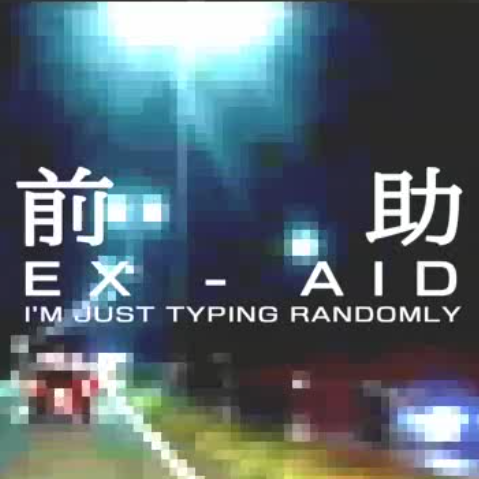 前 助
EX - AID
I'M JUST TYPING RANDOMLY